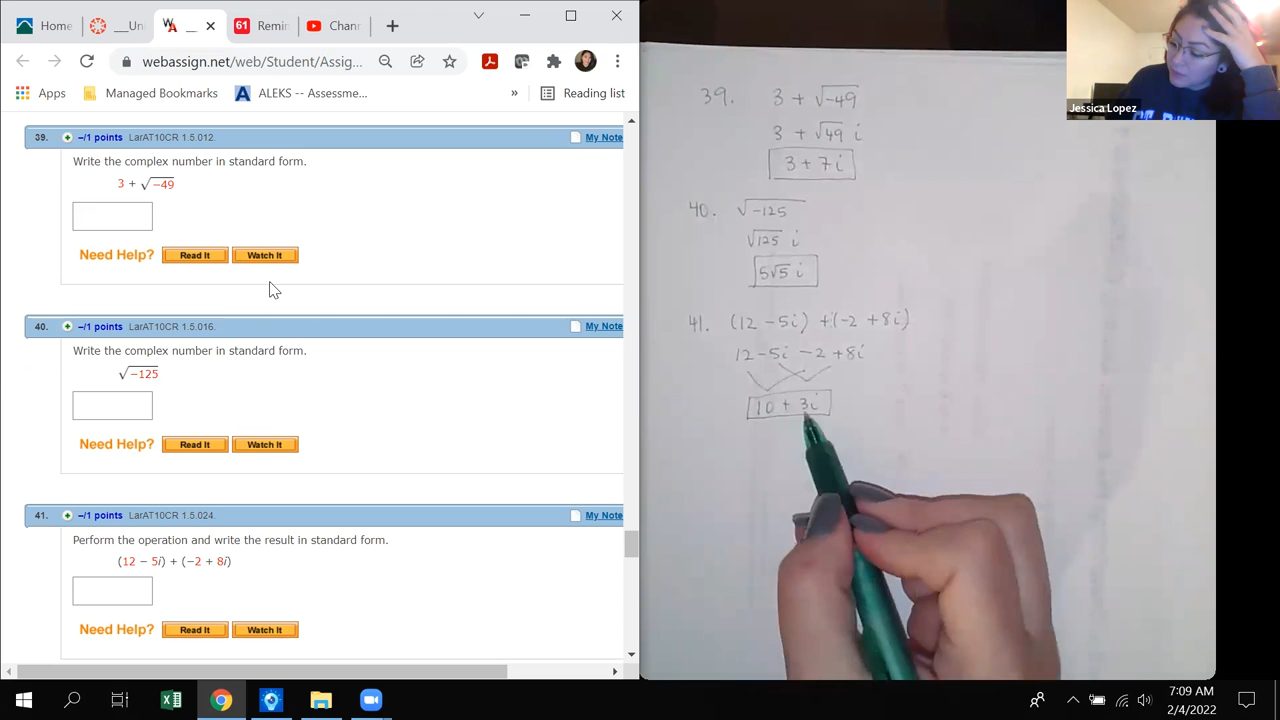 Home
__Un
WA __
61 Remin
Chann
webassign.net/web/Student/Assig...
Apps
Managed Bookmarks
A ALEKS -- Assessme...
»
Reading list
39. –/1 points LarAT10CR 1.5.012. My Note
Write the complex number in standard form.
3 + √−49
Need Help? Read It Watch It
40. –/1 points LarAT10CR 1.5.016. My Note
Write the complex number in standard form.
√−125
Need Help? Read It Watch It
41. –/1 points LarAT10CR 1.5.024. My Note
Perform the operation and write the result in standard form.
(12 − 5i) + (−2 + 8i)
Need Help? Read It Watch It
39. 3 + √-49
3 + √49 i
3 + 7i
40. √-125
√125 i
5√5 i
41. (12 -5i) +(-2 +8i)
12-5i -2 +8i
10 + 3i
Jessica Lopez
7:09 AM
2/4/2022